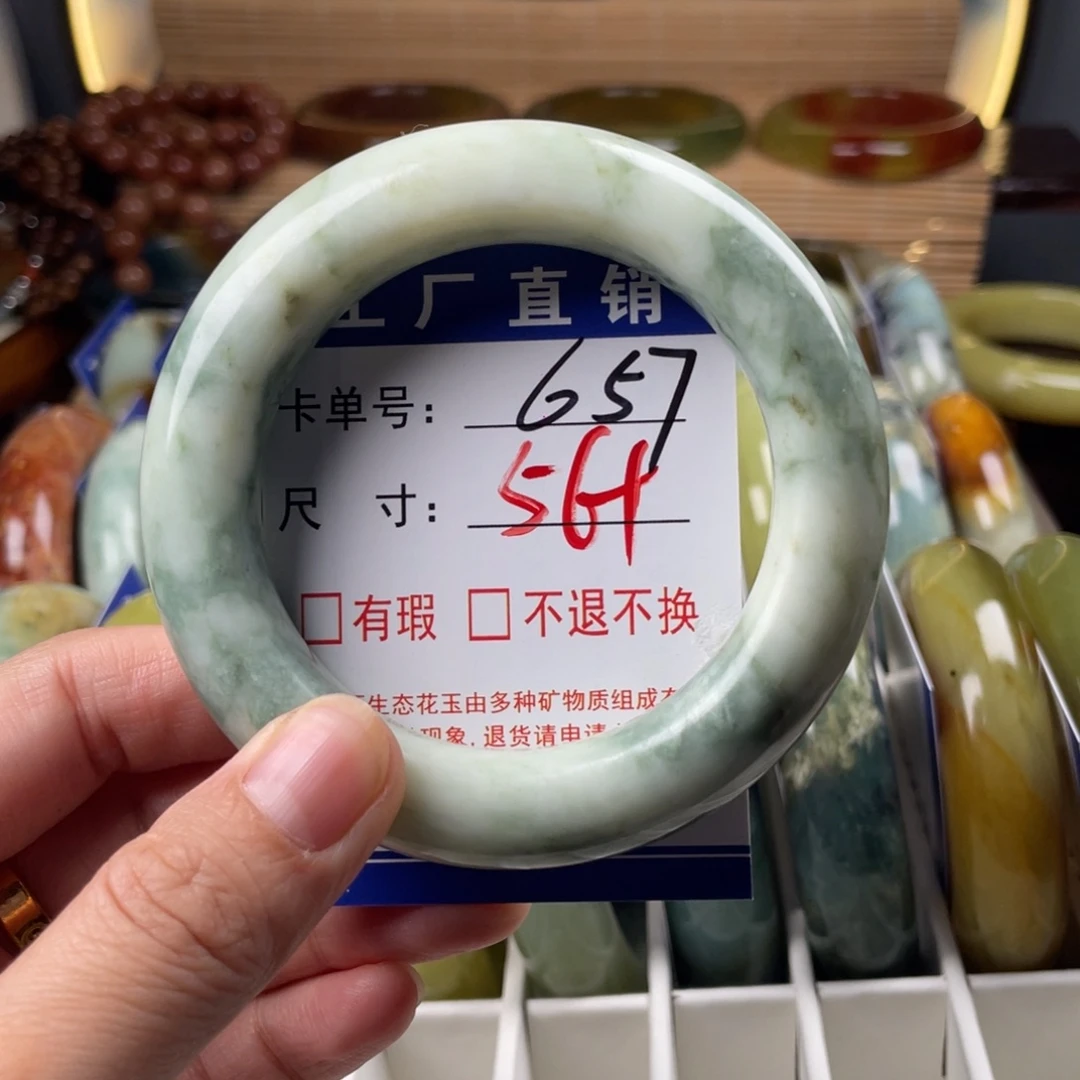 工厂直销
卡单号: 657
尺 寸: 56+
□有瑕 □不退不换
生态花玉由多种矿物质组成
现象,退货请申请